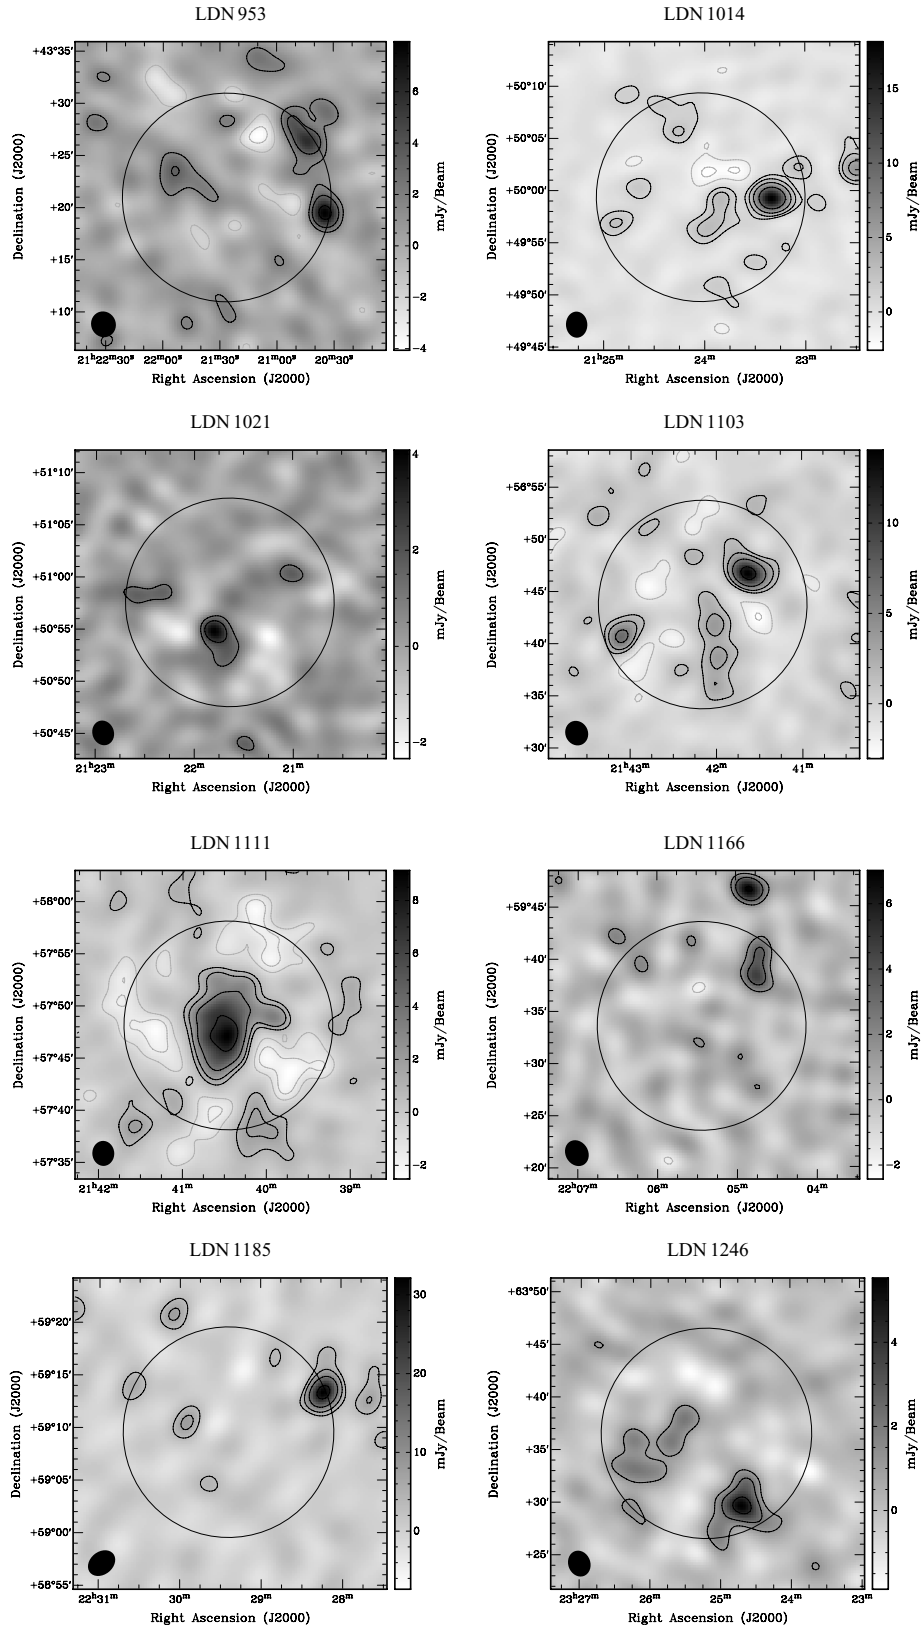 LDN 953
LDN 1014
+43°35′
+30′
+25′
+20′
+15′
+10′
Declination (J2000)
21ʰ22ᵐ30ˢ 22ᵐ00ˢ 21ᵐ30ˢ 21ᵐ00ˢ 20ᵐ30ˢ
Right Ascension (J2000)
6
4
2
0
−2
−4
mJy/Beam
+50°10′
+50°05′
+50°00′
+49°55′
+49°50′
+49°45′
Declination (J2000)
21ʰ25ᵐ 24ᵐ 23ᵐ
Right Ascension (J2000)
15
10
5
0
mJy/Beam
LDN 1021
LDN 1103
+51°10′
+51°05′
+51°00′
+50°55′
+50°50′
+50°45′
Declination (J2000)
21ʰ23ᵐ 22ᵐ 21ᵐ
Right Ascension (J2000)
4
2
0
−2
mJy/Beam
+56°55′
+50′
+45′
+40′
+35′
+30′
Declination (J2000)
21ʰ43ᵐ 42ᵐ 41ᵐ
Right Ascension (J2000)
10
5
0
mJy/Beam
LDN 1111
LDN 1166
+58°00′
+57°55′
+57°50′
+57°45′
+57°40′
+57°35′
Declination (J2000)
21ʰ42ᵐ 41ᵐ 40ᵐ 39ᵐ
Right Ascension (J2000)
8
6
4
2
0
−2
mJy/Beam
+59°45′
+40′
+35′
+30′
+25′
+20′
Declination (J2000)
22ʰ07ᵐ 06ᵐ 05ᵐ 04ᵐ
Right Ascension (J2000)
6
4
2
0
−2
mJy/Beam
LDN 1185
LDN 1246
+59°20′
+59°15′
+59°10′
+59°05′
+59°00′
+58°55′
Declination (J2000)
22ʰ31ᵐ 30ᵐ 29ᵐ 28ᵐ
Right Ascension (J2000)
30
20
10
0
mJy/Beam
+63°50′
+45′
+40′
+35′
+30′
+25′
Declination (J2000)
23ʰ27ᵐ 26ᵐ 25ᵐ 24ᵐ 23ᵐ
Right Ascension (J2000)
4
2
0
mJy/Beam